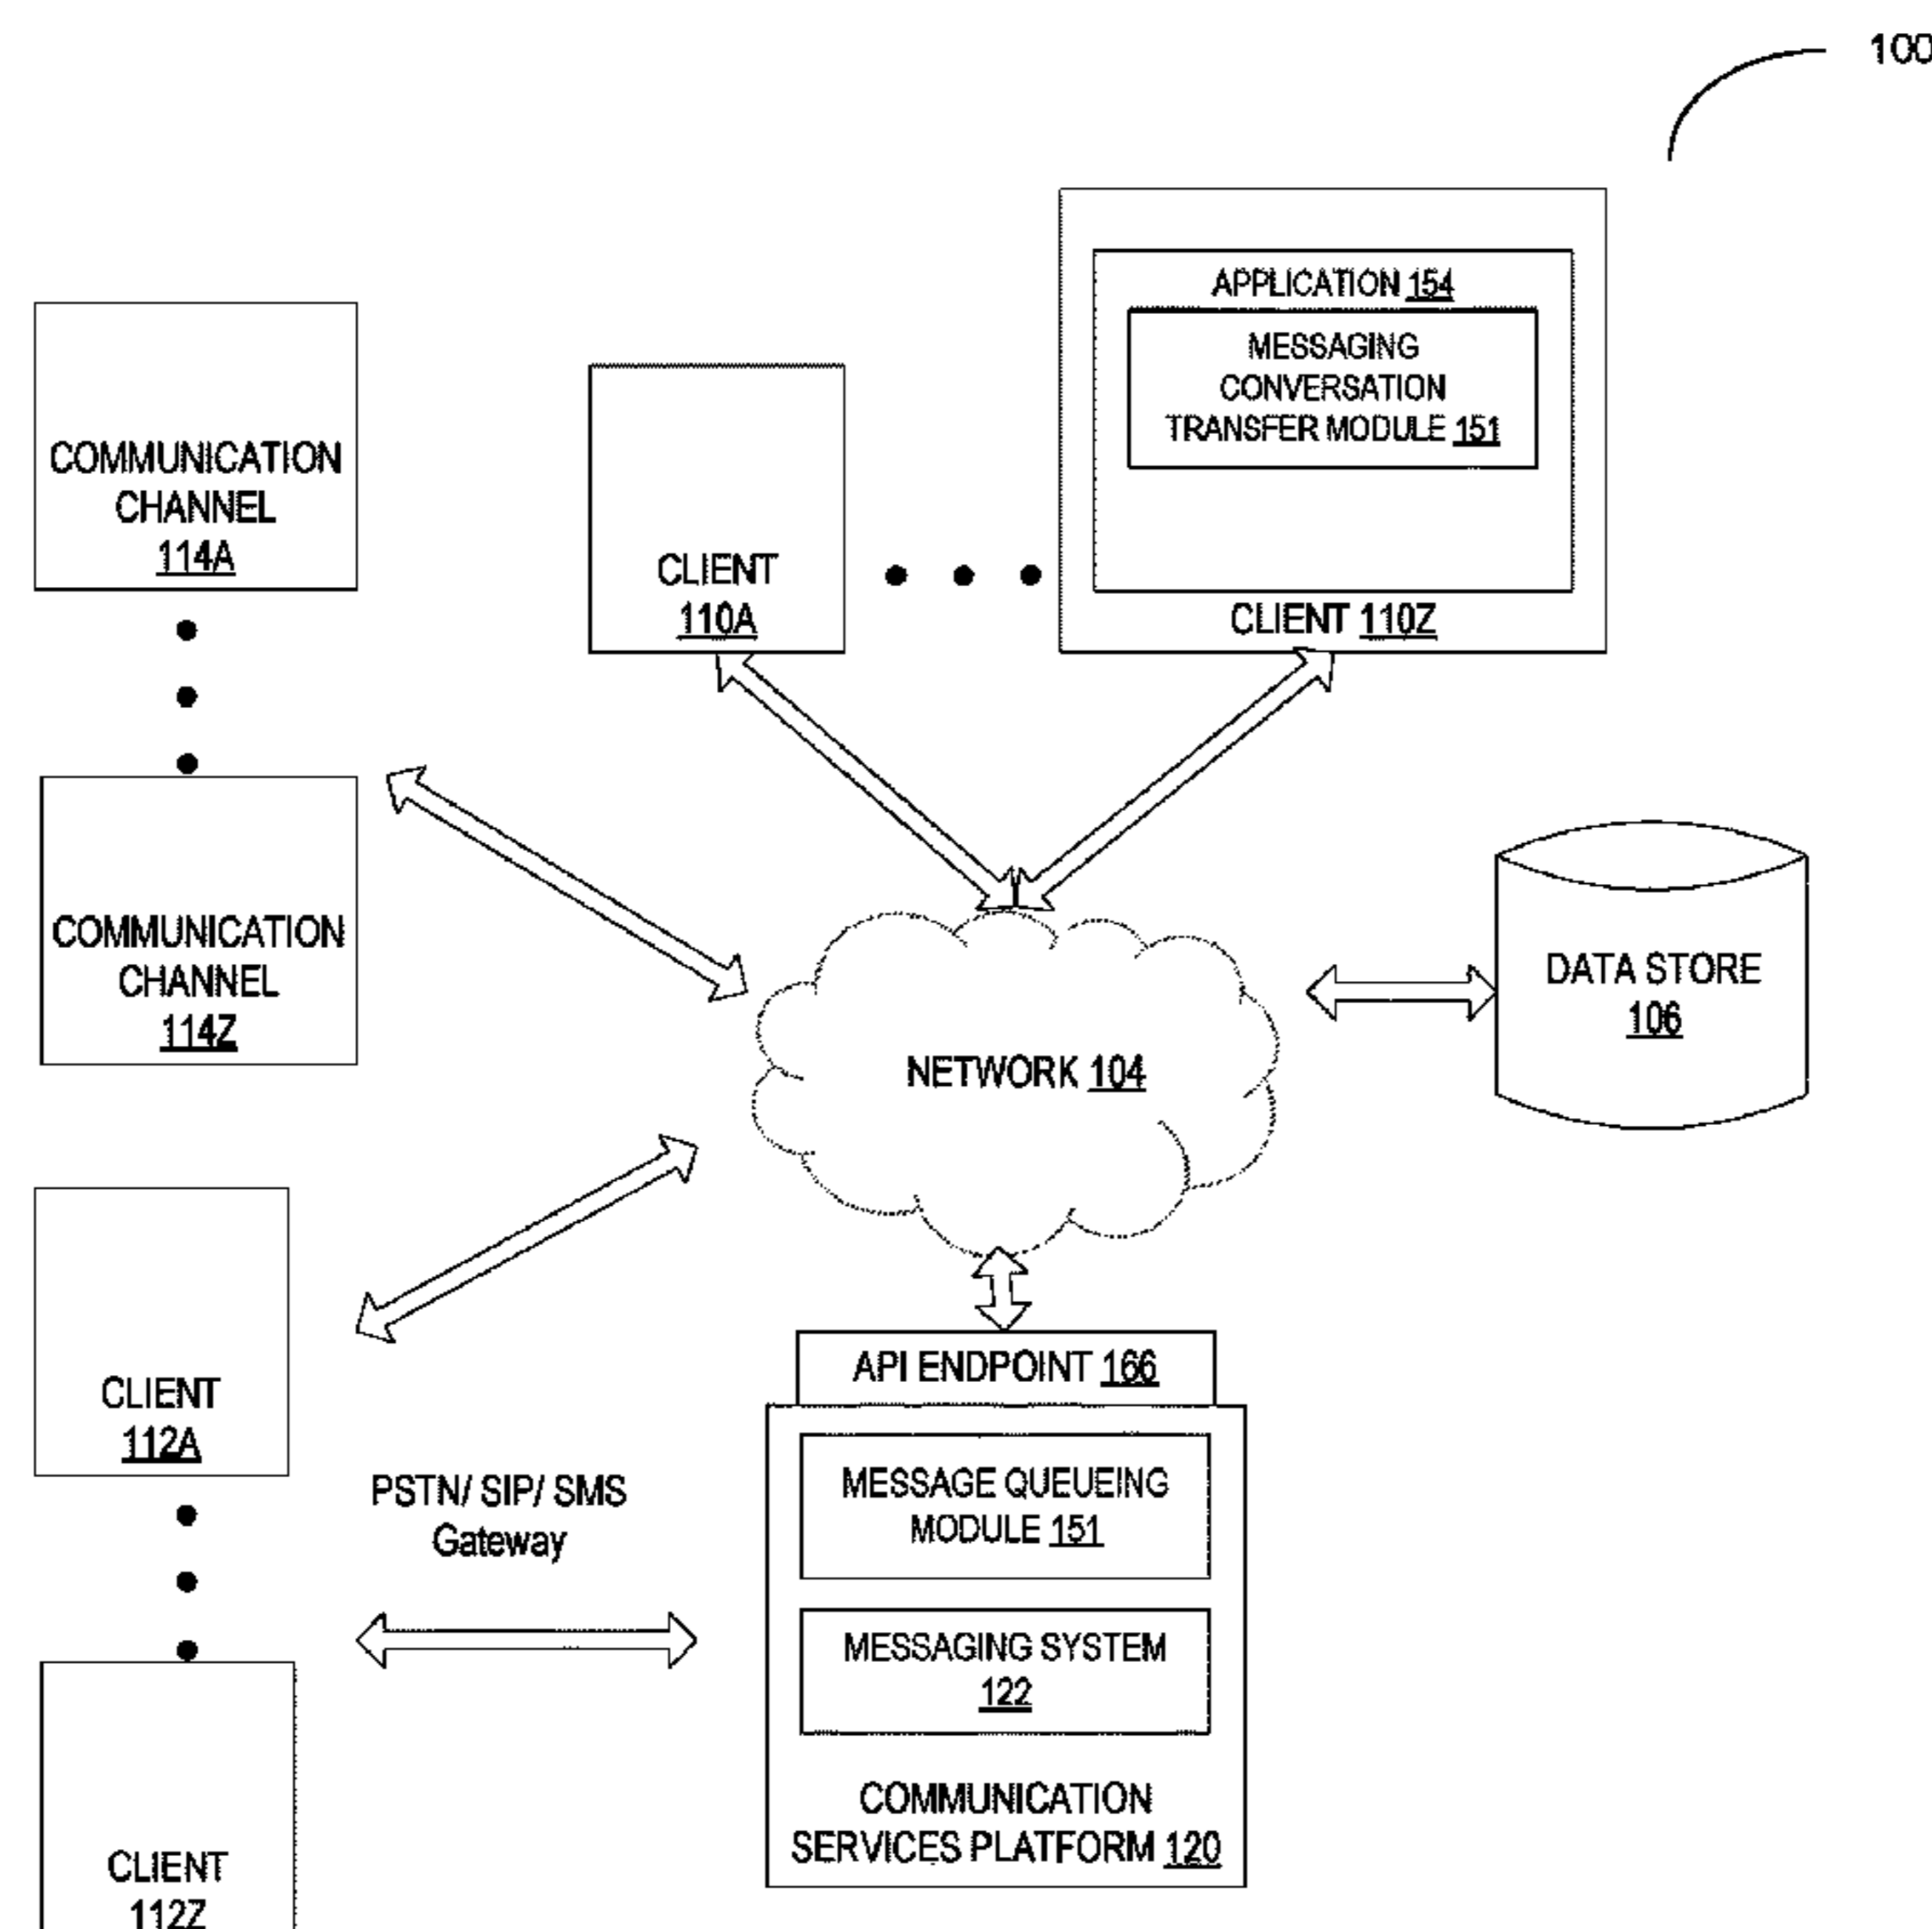 100
APPLICATION 154
MESSAGING
CONVERSATION
TRANSFER MODULE 151
CLIENT 110Z
CLIENT
110A
COMMUNICATION
CHANNEL
114A
COMMUNICATION
CHANNEL
114Z
NETWORK 104
DATA STORE
106
CLIENT
112A
PSTN/ SIP/ SMS
Gateway
CLIENT
112Z
API ENDPOINT 166
MESSAGE QUEUEING
MODULE 151
MESSAGING SYSTEM
122
COMMUNICATION
SERVICES PLATFORM 120